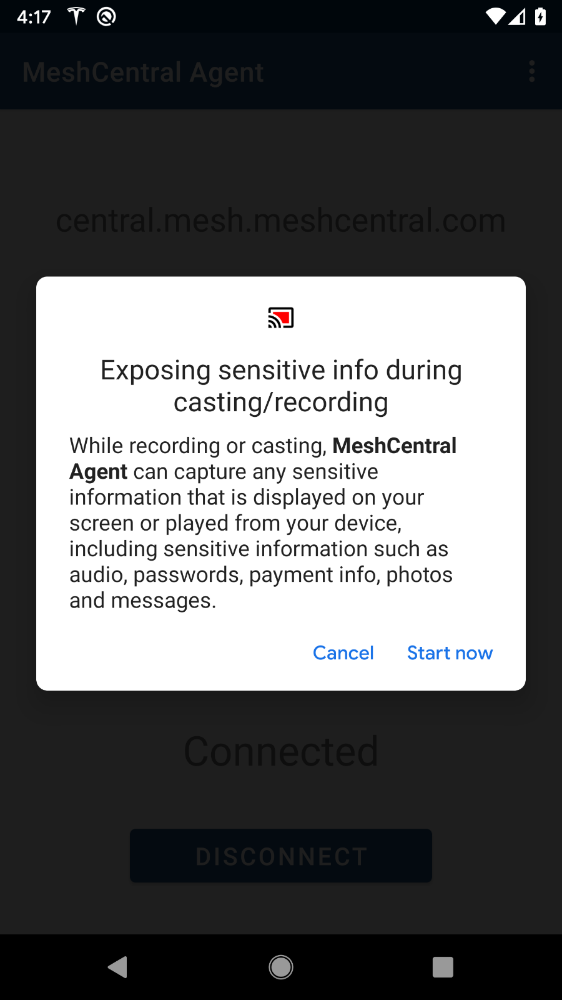 4:17
MeshCentral Agent
central.mesh.meshcentral.com
Exposing sensitive info during
casting/recording
While recording or casting, MeshCentral
Agent can capture any sensitive
information that is displayed on your
screen or played from your device,
including sensitive information such as
audio, passwords, payment info, photos
and messages.
Cancel Start now
Connected
DISCONNECT